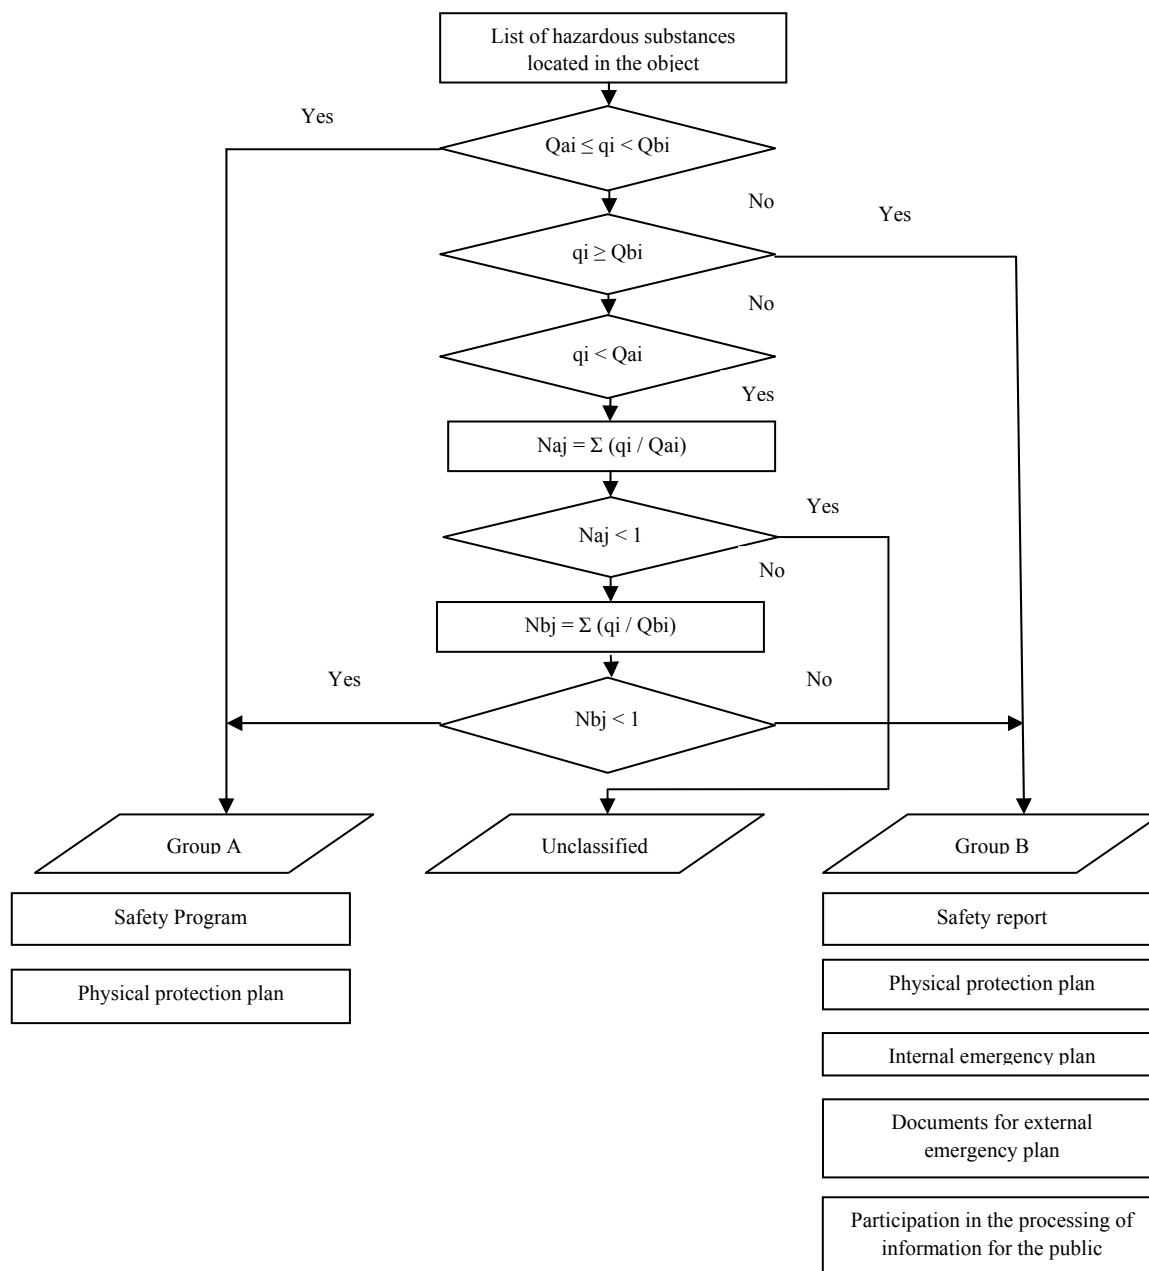 List of hazardous substances
located in the object
Yes
Qai ≤ qi < Qbi
No
Yes
qi ≥ Qbi
No
qi < Qai
Yes
Naj = Σ (qi / Qai)
Yes
Naj < 1
No
Nbj = Σ (qi / Qbi)
Yes
No
Nbj < 1
Group A
Unclassified
Group B
Safety Program
Physical protection plan
Safety report
Physical protection plan
Internal emergency plan
Documents for external
emergency plan
Participation in the processing of
information for the public